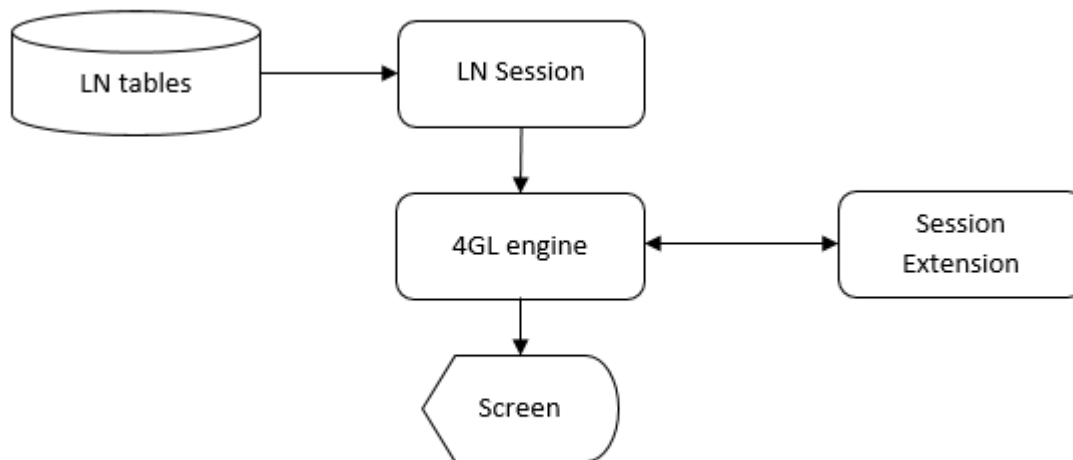 LN tables
LN Session
4GL engine
Session
Extension
Screen